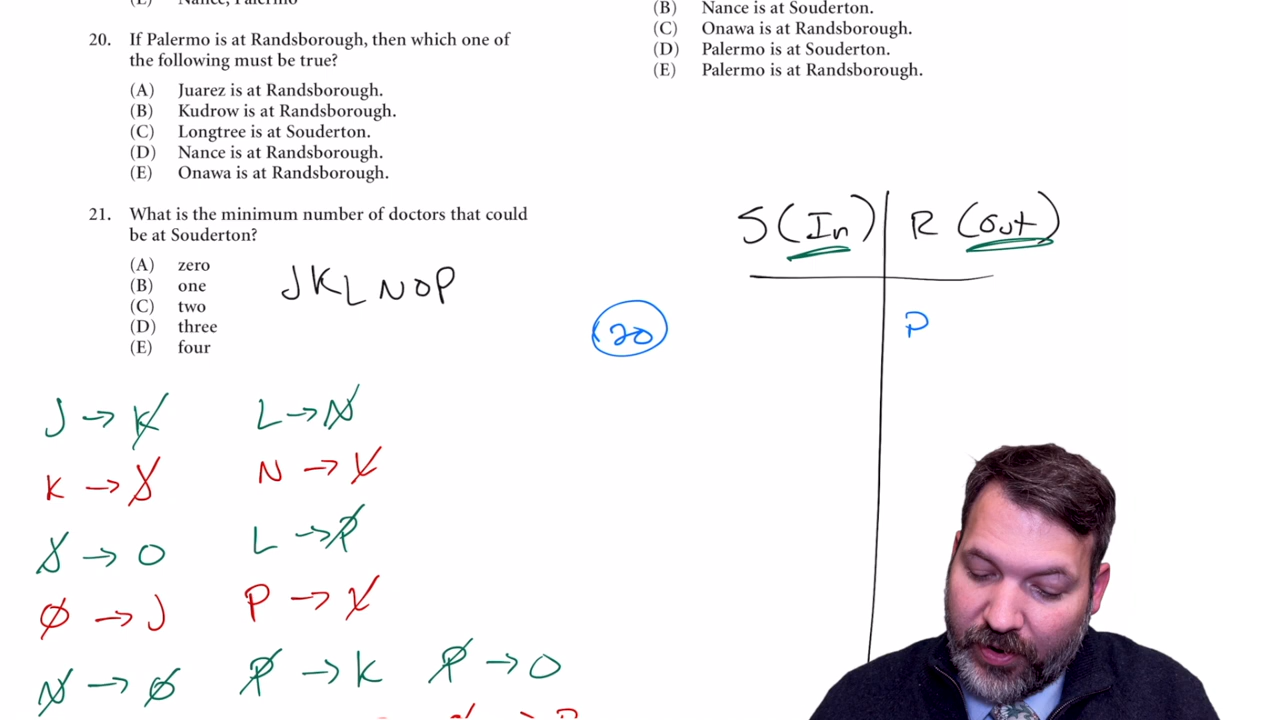 (E) Nance, Palermo
20. If Palermo is at Randsborough, then which one of
the following must be true?
(A) Juarez is at Randsborough.
(B) Kudrow is at Randsborough.
(C) Longtree is at Souderton.
(D) Nance is at Randsborough.
(E) Onawa is at Randsborough.
21. What is the minimum number of doctors that could
be at Souderton?
(A) zero
(B) one
(C) two
(D) three
(E) four
(B) Nance is at Souderton.
(C) Onawa is at Randsborough.
(D) Palermo is at Souderton.
(E) Palermo is at Randsborough.
JKLNOP
S (In) R (Out)
20
P
J → K
K → J
J → O
O → J
N → O
L → N
N → L
L → P
P → L
P → K P → O